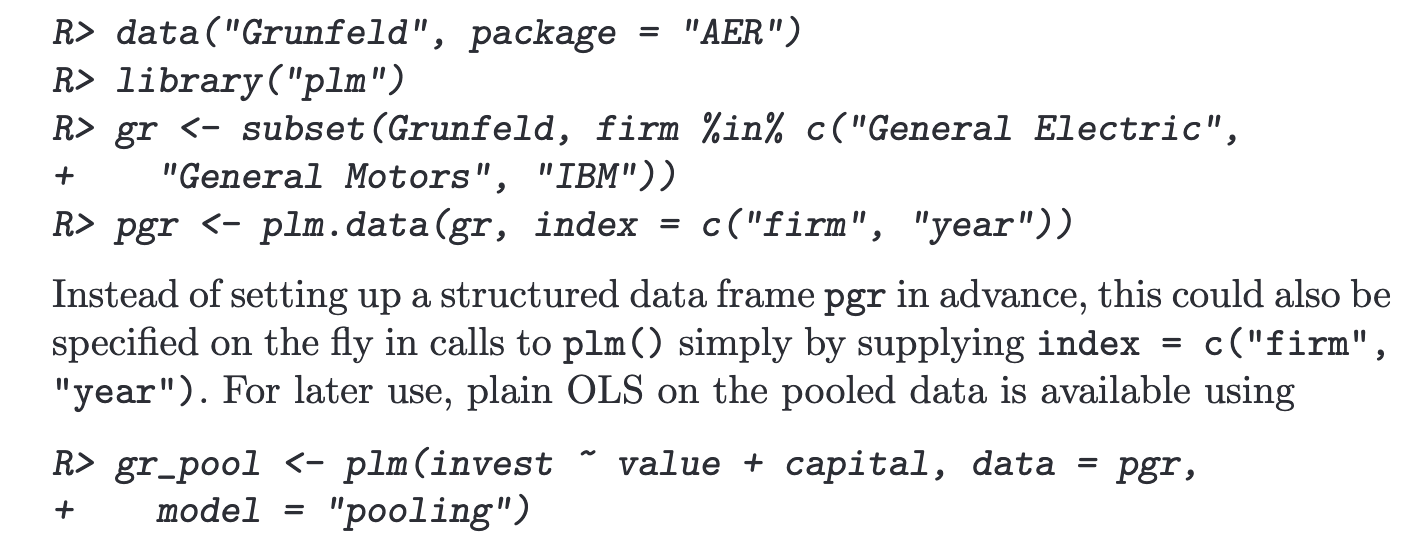 R> data("Grunfeld", package = "AER")
R> library("plm")
R> gr <- subset(Grunfeld, firm %in% c("General Electric",
+    "General Motors", "IBM"))
R> pgr <- plm.data(gr, index = c("firm", "year"))
Instead of setting up a structured data frame pgr in advance, this could also be
specified on the fly in calls to plm() simply by supplying index = c("firm",
"year"). For later use, plain OLS on the pooled data is available using
R> gr_pool <- plm(invest ~ value + capital, data = pgr,
+    model = "pooling")